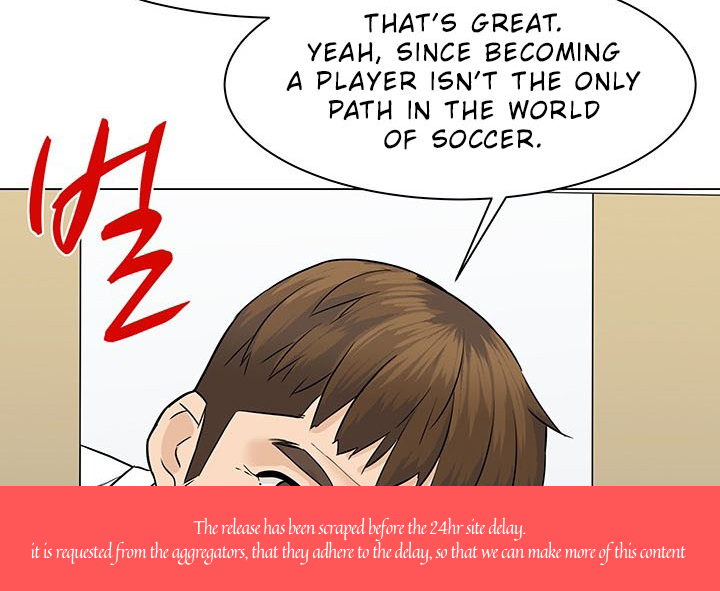 THAT'S GREAT.
YEAH, SINCE BECOMING
A PLAYER ISN'T THE ONLY
PATH IN THE WORLD
OF SOCCER.
벌
The release has been scraped before the 24hr site delay.
it is requested from the aggregators, that they adhere to the delay, so that we can make more of this content